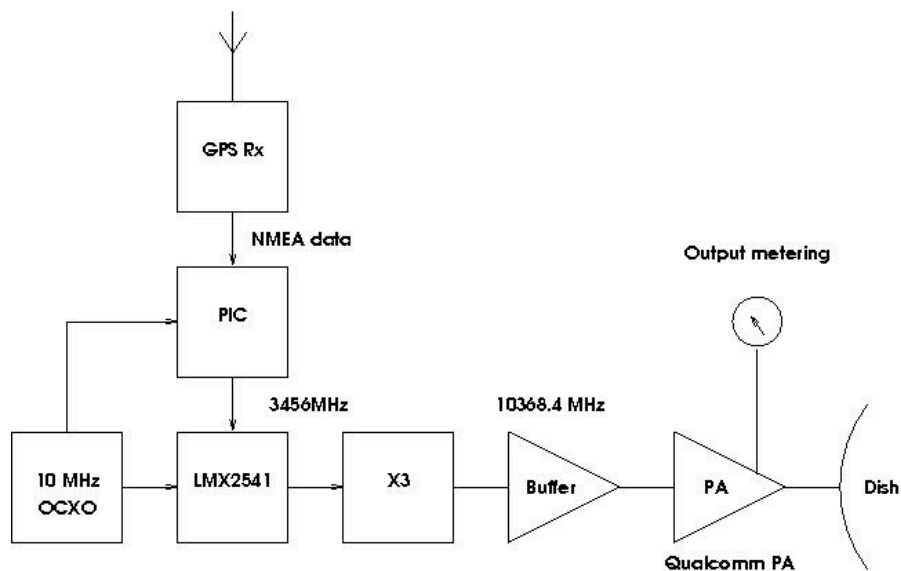 GPS Rx
NMEA data
Output metering
PIC
3456MHz
10368.4 MHz
10 MHz
OCXO
LMX2541
X3
Buffer
PA
Dish
Qualcomm PA